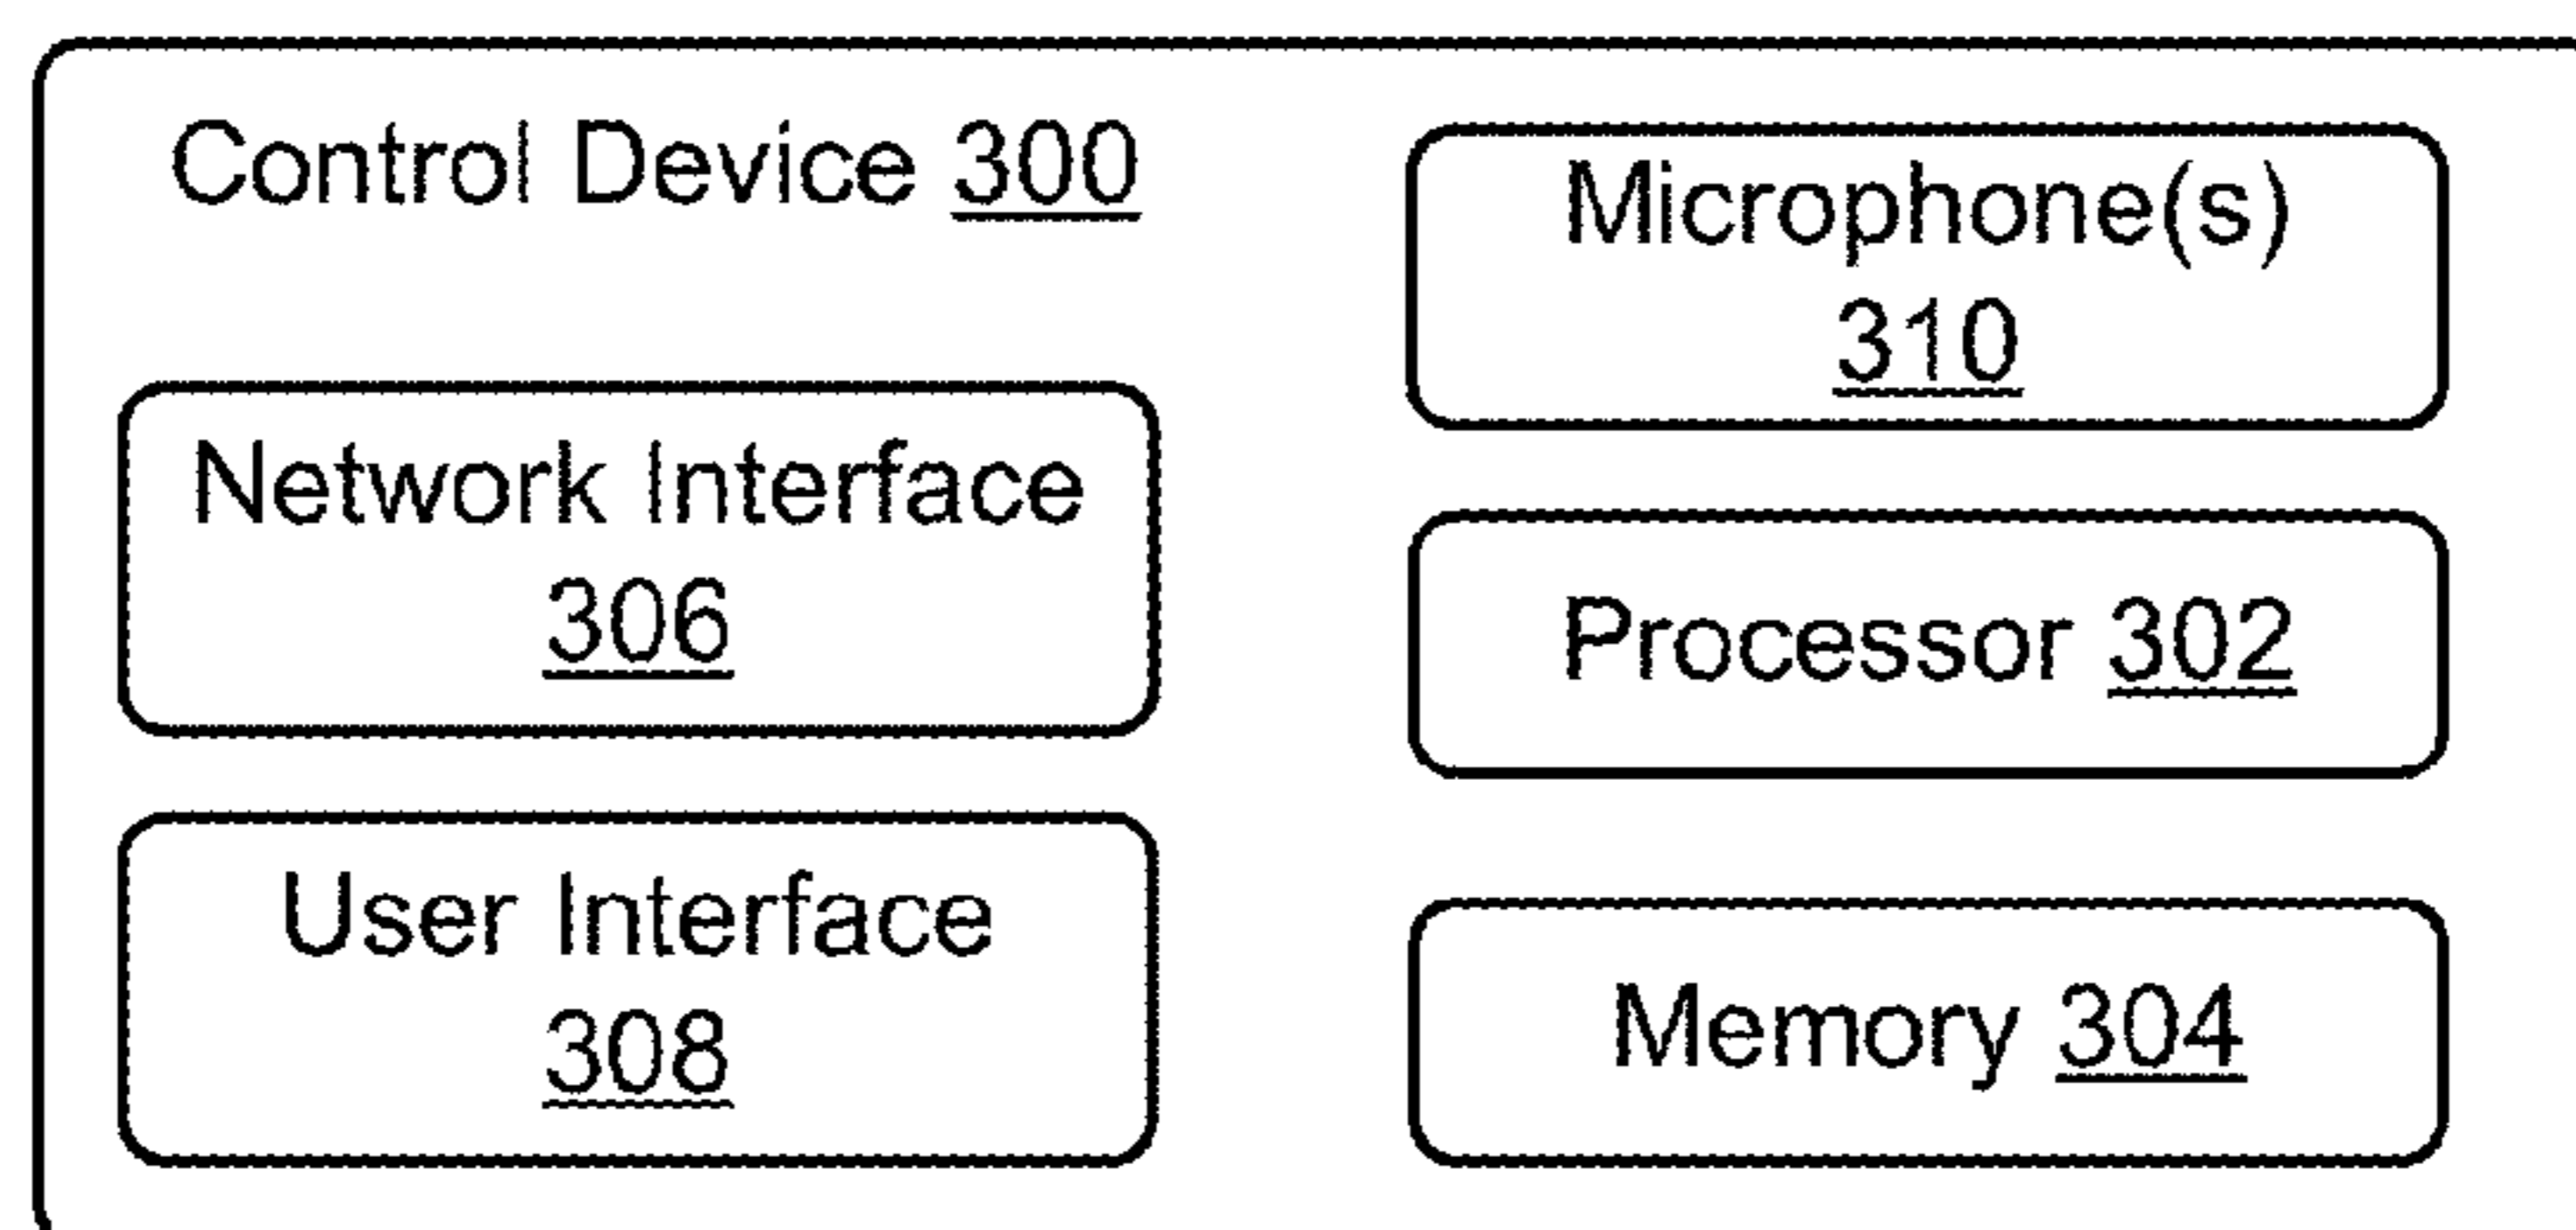 Control Device 300
Network Interface
306
User Interface
308
Microphone(s)
310
Processor 302
Memory 304